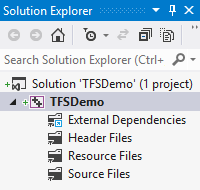 Solution Explorer
Search Solution Explorer (Ctrl+
Solution 'TFSDemo' (1 project)
TFSDemo
External Dependencies
Header Files
Resource Files
Source Files